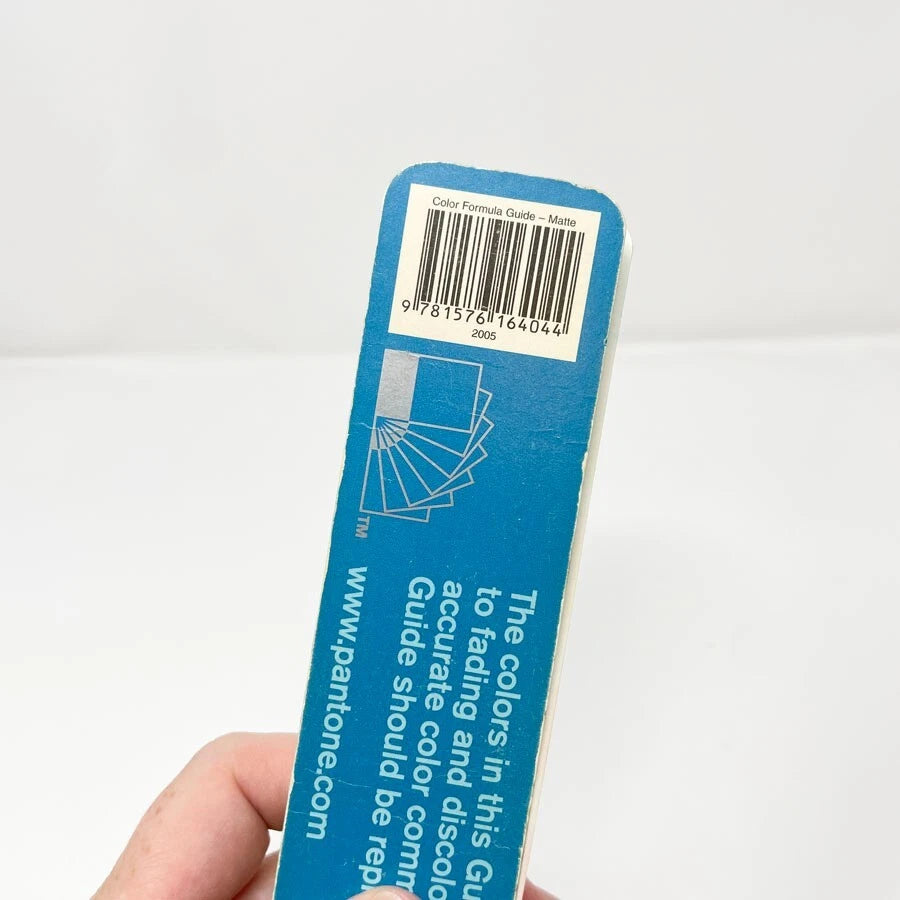 Color Formula Guide – Matte
9 781576 164044
2005
TM
The colors in this Gu
to fading and discolo
accurate color comm
Guide should be repl
www.pantone.com